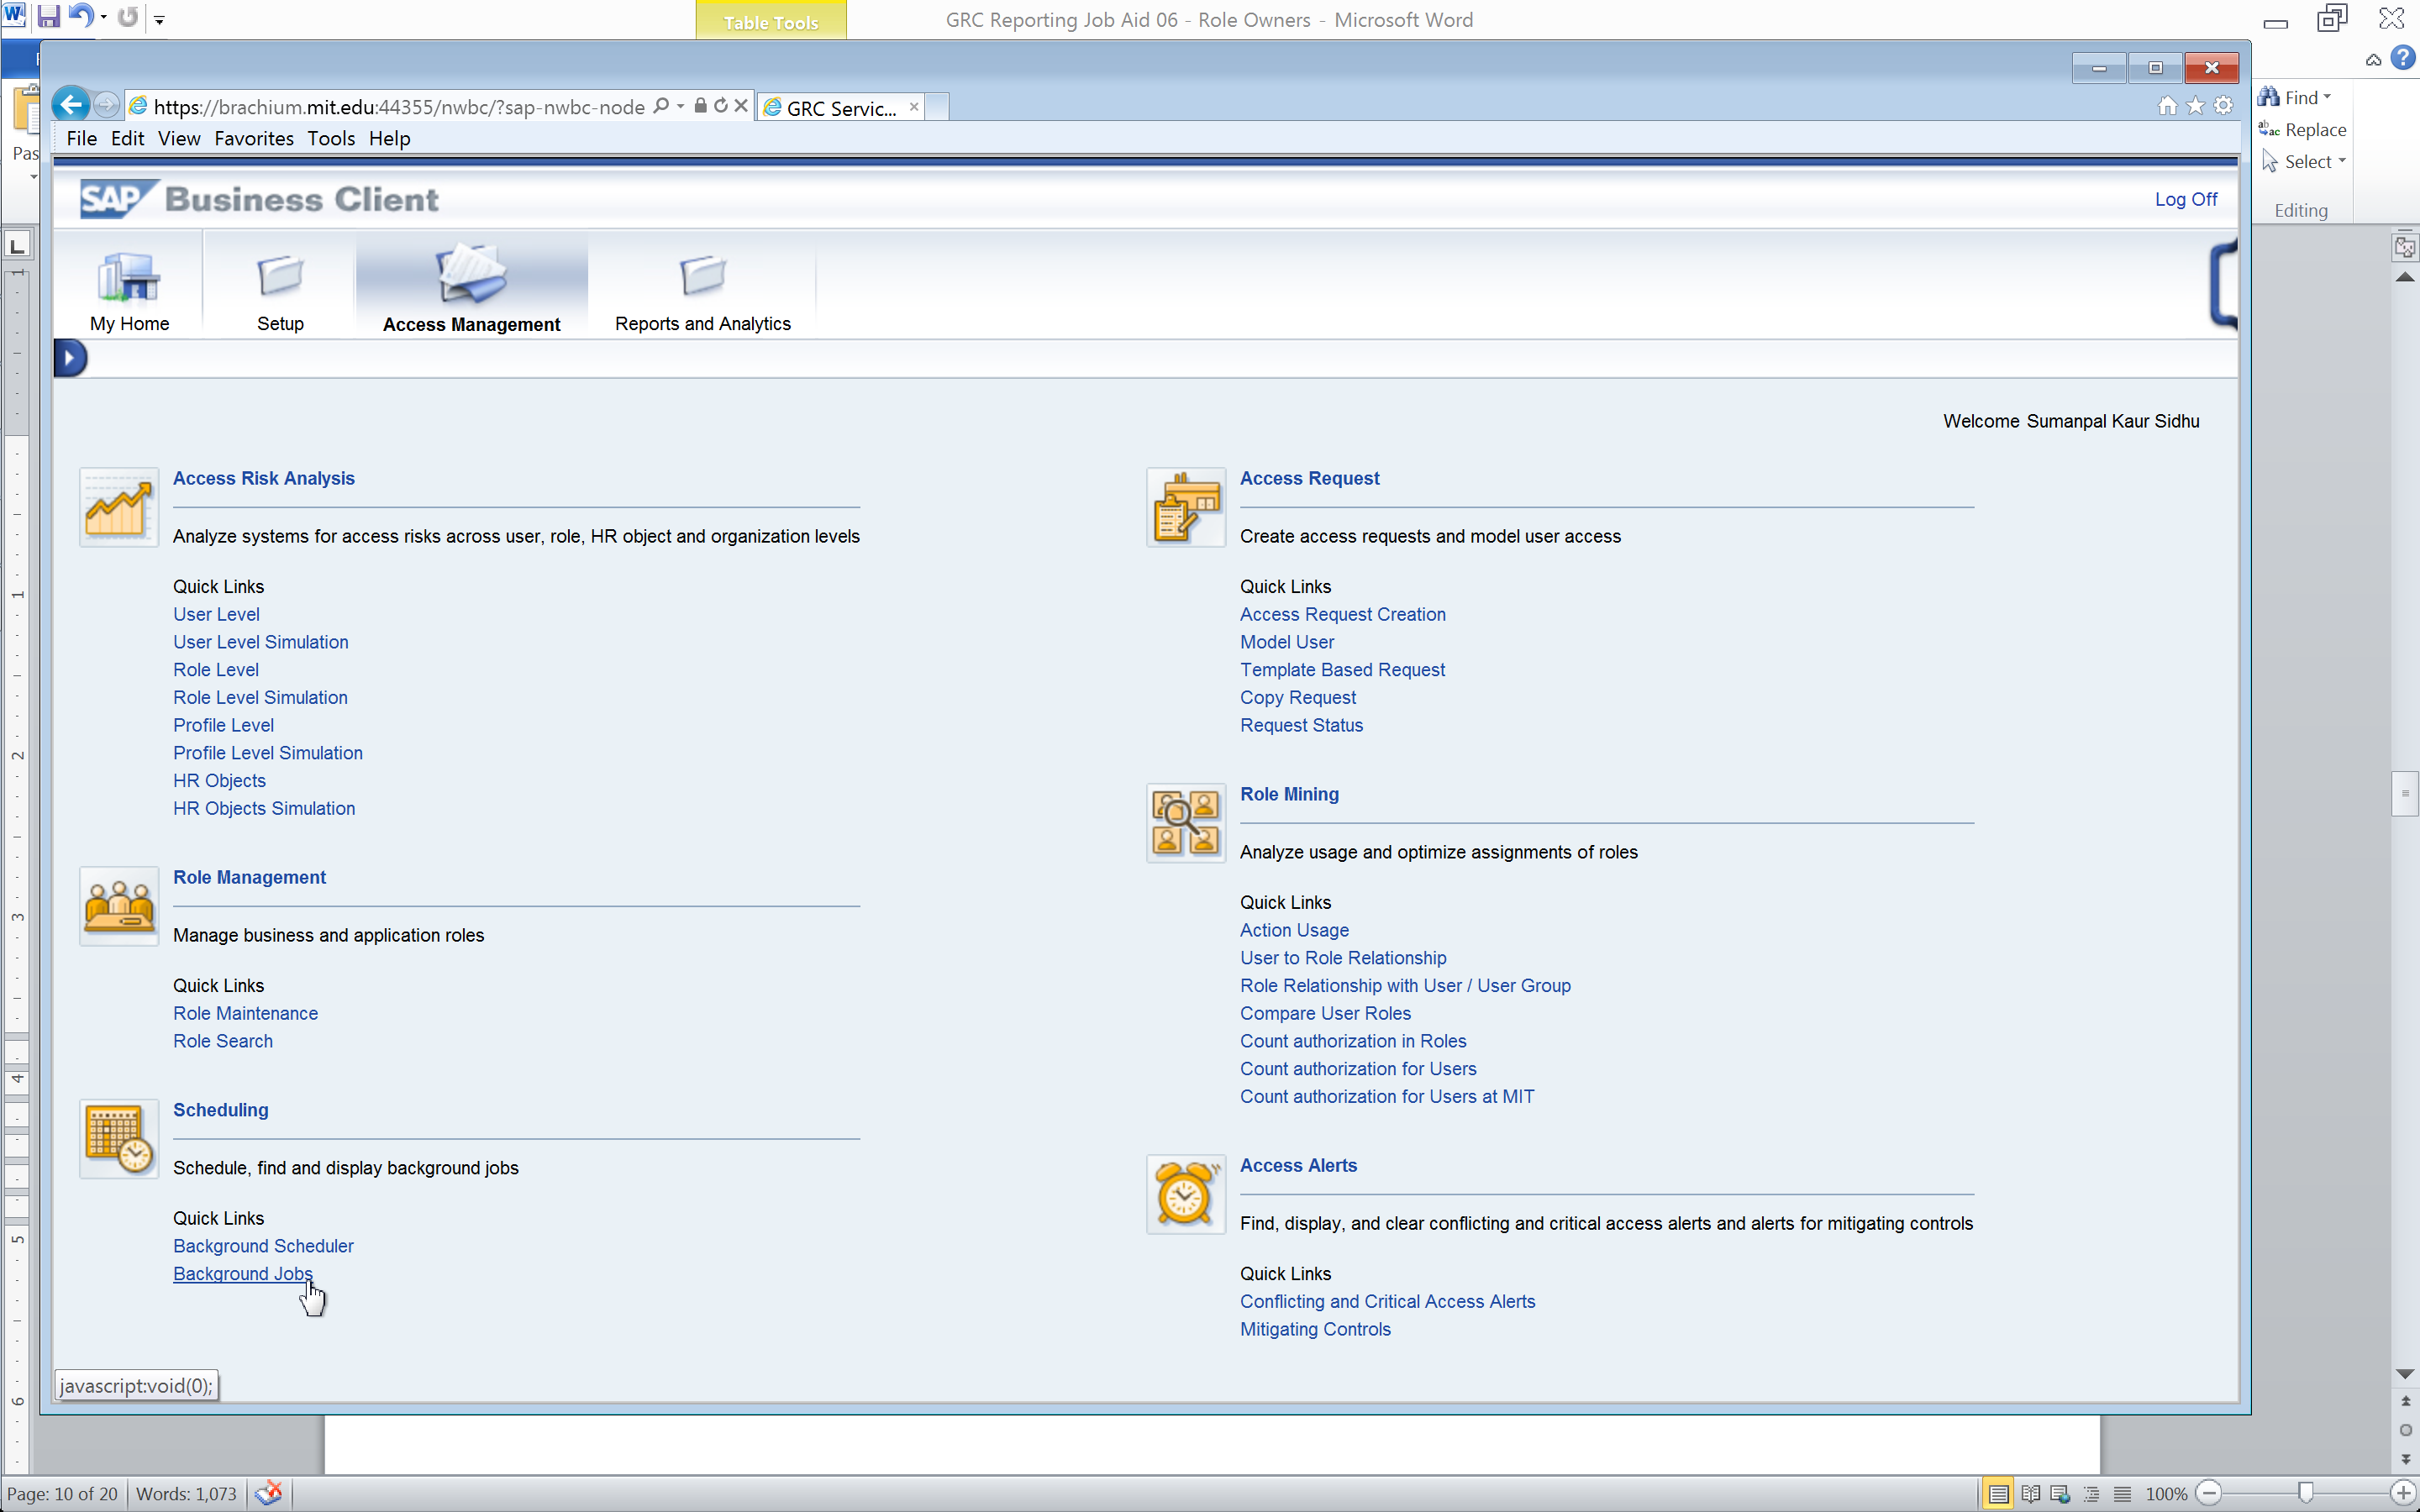 Table Tools
GRC Reporting Job Aid 06 - Role Owners - Microsoft Word
https://brachium.mit.edu:44355/nwbc/?sap-nwbc-node
GRC Servic...
File Edit View Favorites Tools Help
Find
Replace
Select
Editing
Pas
SAP Business Client
Log Off
My Home
Setup
Access Management
Reports and Analytics
Welcome Sumanpal Kaur Sidhu
Access Risk Analysis
Analyze systems for access risks across user, role, HR object and organization levels
Quick Links
User Level
User Level Simulation
Role Level
Role Level Simulation
Profile Level
Profile Level Simulation
HR Objects
HR Objects Simulation
Role Management
Manage business and application roles
Quick Links
Role Maintenance
Role Search
Scheduling
Schedule, find and display background jobs
Quick Links
Background Scheduler
Background Jobs
Access Request
Create access requests and model user access
Quick Links
Access Request Creation
Model User
Template Based Request
Copy Request
Request Status
Role Mining
Analyze usage and optimize assignments of roles
Quick Links
Action Usage
User to Role Relationship
Role Relationship with User / User Group
Compare User Roles
Count authorization in Roles
Count authorization for Users
Count authorization for Users at MIT
Access Alerts
Find, display, and clear conflicting and critical access alerts and alerts for mitigating controls
Quick Links
Conflicting and Critical Access Alerts
Mitigating Controls
javascript:void(0);
1
1
2
3
4
5
6
Page: 10 of 20
Words: 1,073
100%